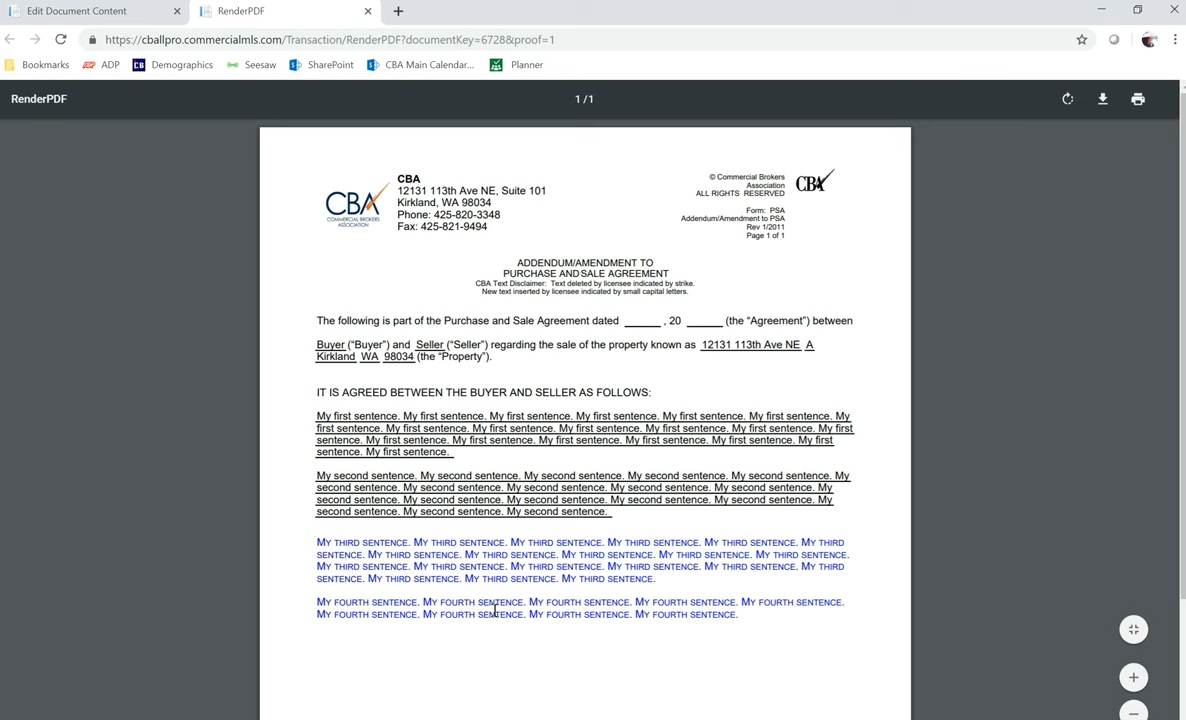 Edit Document Content
RenderPDF
https://cballpro.commercialmls.com/Transaction/RenderPDF?documentKey=6728&proof=1
Bookmarks ADP Demographics Seesaw SharePoint CBA Main Calendar... Planner
RenderPDF
1 / 1
CBA
12131 113th Ave NE, Suite 101
Kirkland, WA 98034
Phone: 425-820-3348
Fax: 425-821-9494
CBA
COMMERCIAL BROKERS
ASSOCIATION
© Commercial Brokers
Association
ALL RIGHTS RESERVED
CBA
Form: PSA
Addendum/Amendment to PSA
Rev 1/2011
Page 1 of 1
ADDENDUM/AMENDMENT TO
PURCHASE AND SALE AGREEMENT
CBA Text Disclaimer: Text deleted by licensee indicated by strike.
New text inserted by licensee indicated by small capital letters.
The following is part of the Purchase and Sale Agreement dated ______ , 20 ______ (the “Agreement”) between
Buyer (“Buyer”) and Seller (“Seller”) regarding the sale of the property known as 12131 113th Ave NE A
Kirkland WA 98034 (the “Property”).
IT IS AGREED BETWEEN THE BUYER AND SELLER AS FOLLOWS:
My first sentence. My first sentence. My first sentence. My first sentence. My first sentence. My first sentence. My
first sentence. My first sentence. My first sentence. My first sentence. My first sentence. My first sentence. My first
sentence. My first sentence. My first sentence. My first sentence. My first sentence. My first sentence. My first
sentence. My first sentence.
My second sentence. My second sentence. My second sentence. My second sentence. My second sentence. My
second sentence. My second sentence. My second sentence. My second sentence. My second sentence. My
second sentence. My second sentence. My second sentence. My second sentence. My second sentence. My
second sentence. My second sentence. My second sentence.
MY THIRD SENTENCE. MY THIRD SENTENCE. MY THIRD SENTENCE. MY THIRD SENTENCE. MY THIRD SENTENCE. MY THIRD
SENTENCE. MY THIRD SENTENCE. MY THIRD SENTENCE. MY THIRD SENTENCE. MY THIRD SENTENCE. MY THIRD SENTENCE.
MY THIRD SENTENCE. MY THIRD SENTENCE. MY THIRD SENTENCE. MY THIRD SENTENCE. MY THIRD SENTENCE. MY THIRD
SENTENCE. MY THIRD SENTENCE. MY THIRD SENTENCE. MY THIRD SENTENCE.
MY FOURTH SENTENCE. MY FOURTH SENTENCE. MY FOURTH SENTENCE. MY FOURTH SENTENCE. MY FOURTH SENTENCE.
MY FOURTH SENTENCE. MY FOURTH SENTENCE. MY FOURTH SENTENCE. MY FOURTH SENTENCE.